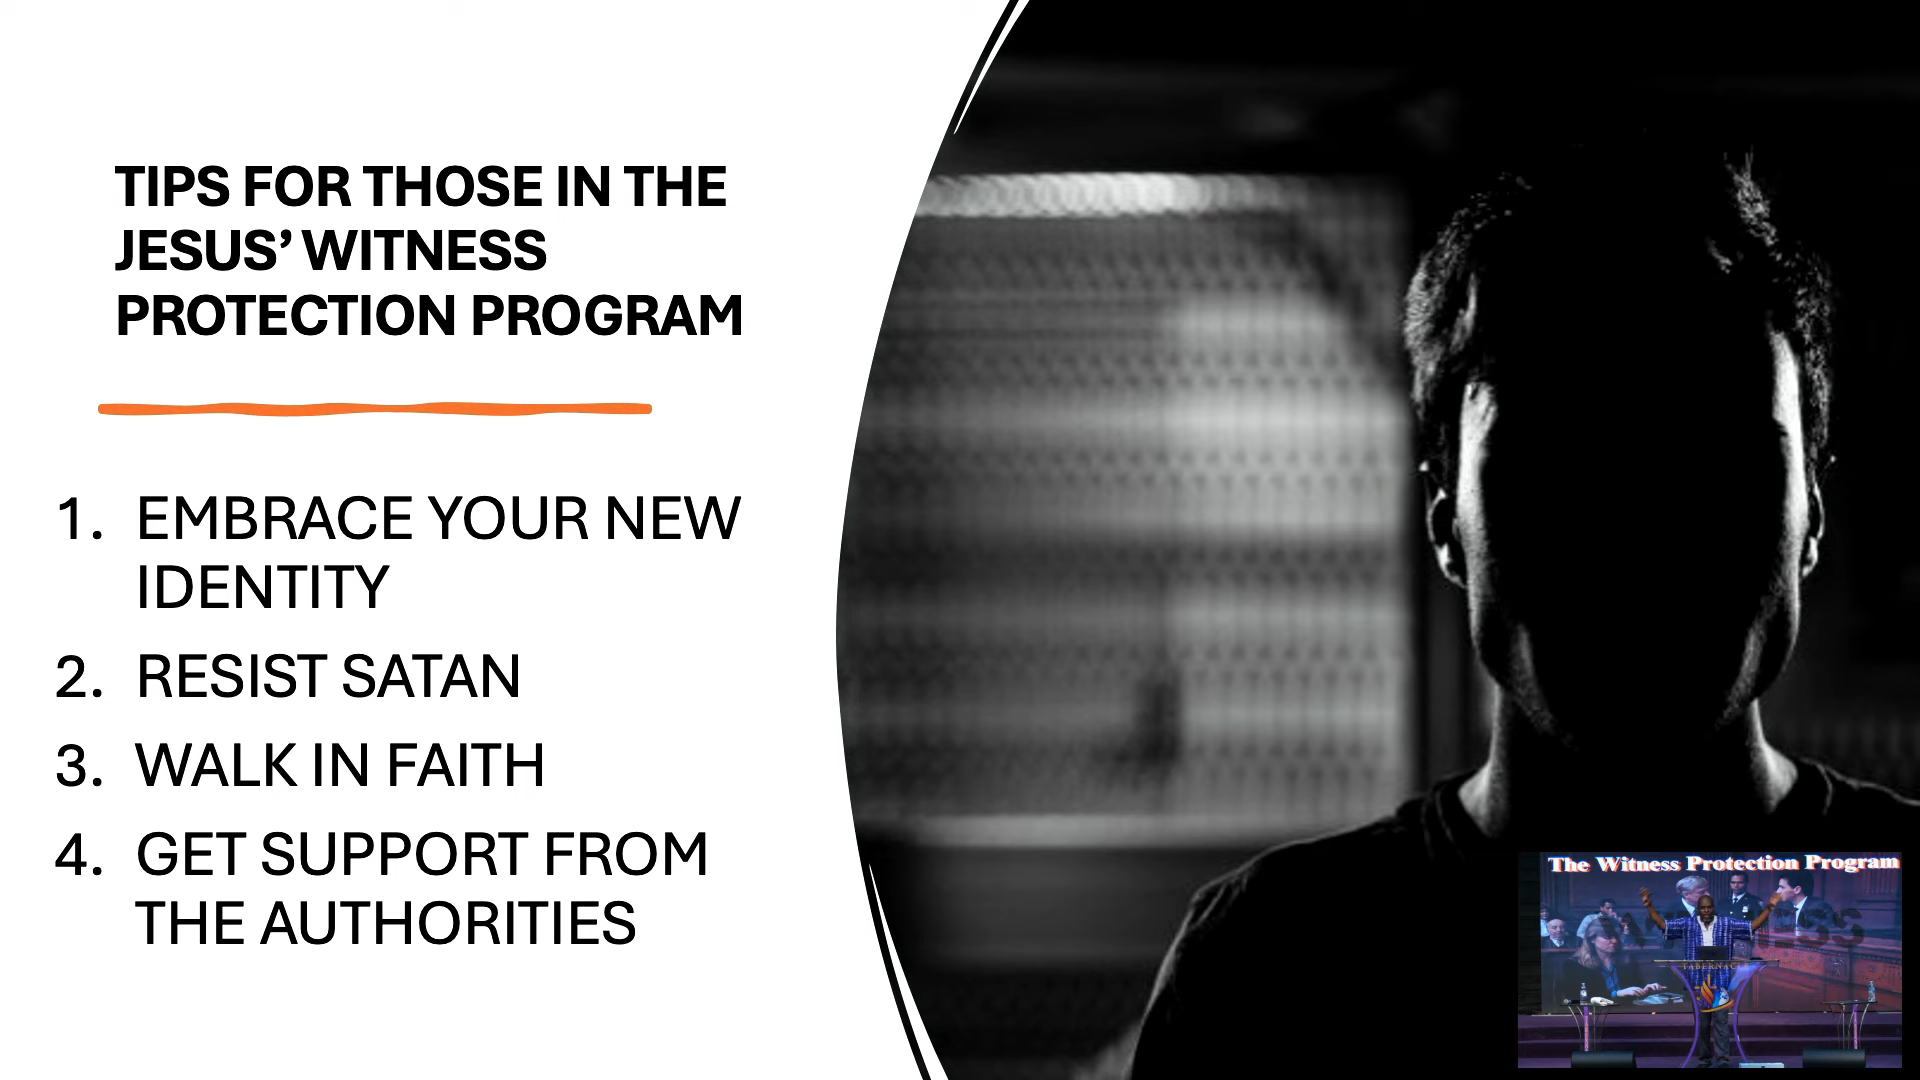 TIPS FOR THOSE IN THE
JESUS’ WITNESS
PROTECTION PROGRAM
1. EMBRACE YOUR NEW
IDENTITY
2. RESIST SATAN
3. WALK IN FAITH
4. GET SUPPORT FROM
THE AUTHORITIES
The Witness Protection Program
TABERNACLE